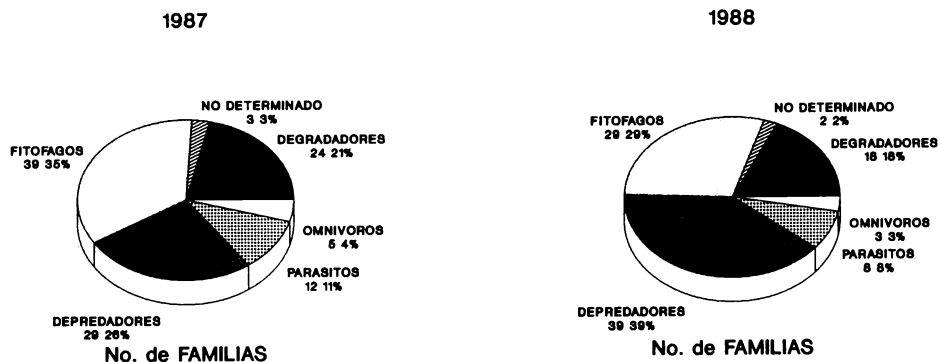 1987
NO DETERMINADO
3 3%
DEGRADADORES
24 21%
FITOFAGOS
39 35%
OMNIVOROS
5 4%
PARASITOS
12 11%
DEPREDADORES
29 26%
No. de FAMILIAS
1988
NO DETERMINADO
2 2%
FITOFAGOS
29 29%
DEGRADADORES
18 18%
OMNIVOROS
3 3%
PARASITOS
8 8%
DEPREDADORES
39 39%
No. de FAMILIAS